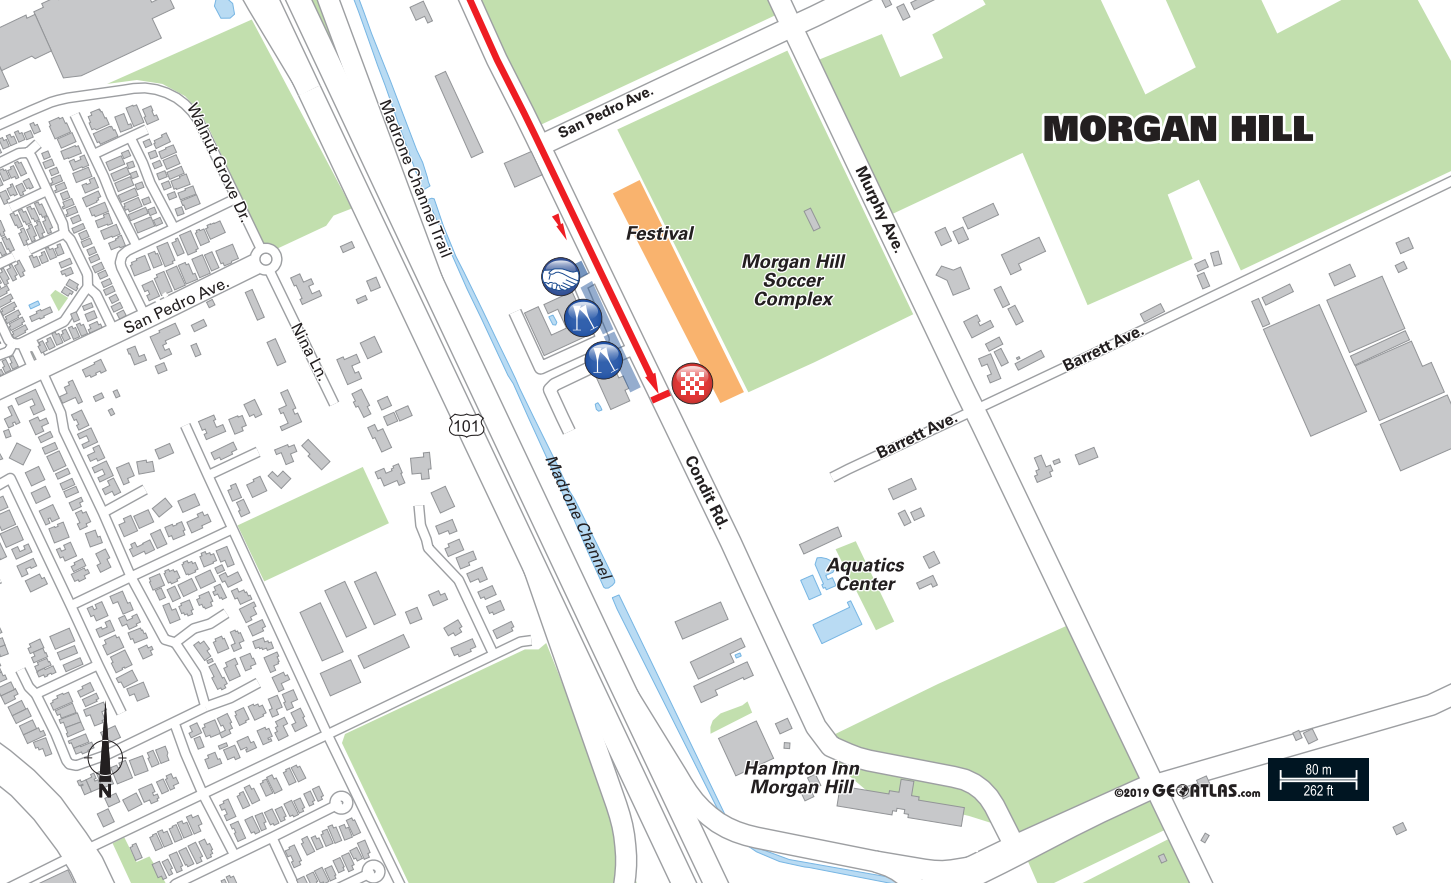 San Pedro Ave.
MORGAN HILL
Walnut Grove Dr.
Madrone Channel Trail
Murphy Ave.
Festival
Morgan Hill
Soccer
Complex
San Pedro Ave.
Nina Ln.
Barrett Ave.
101
Barrett Ave.
Madrone Channel
Condit Rd.
Aquatics
Center
Hampton Inn
Morgan Hill
N
80 m
262 ft
©2019 GEOATLAS.com